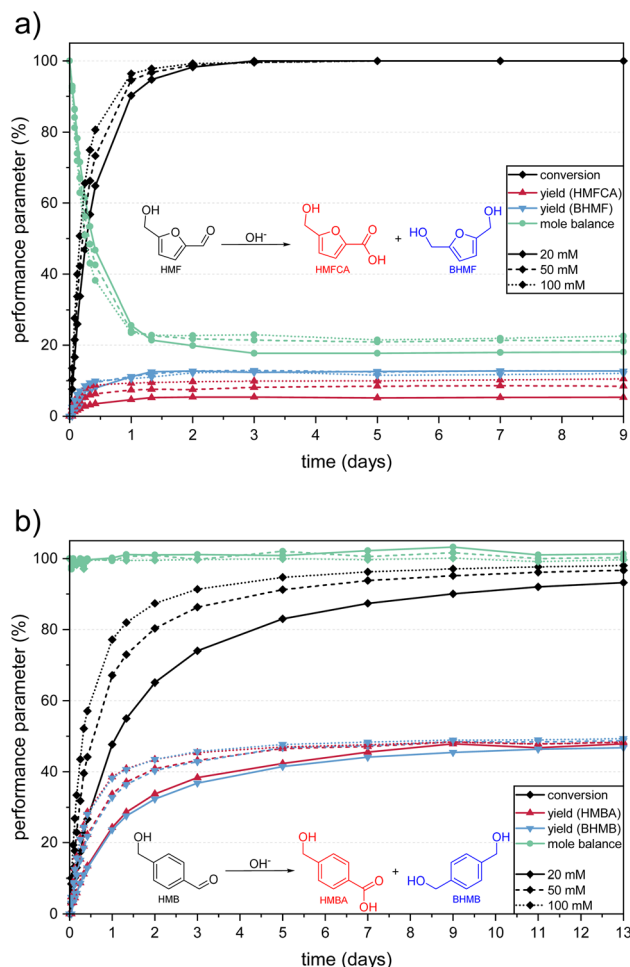 a)
performance parameter (%)
100
80
60
40
20
0
0 1 2 3 4 5 6 7 8 9
time (days)
OH
O
O
HMF
OH⁻
OH
O
O
OH
HMFCA
+
OH
O
HO
BHMF
conversion
yield (HMFCA)
yield (BHMF)
mole balance
20 mM
50 mM
100 mM
b)
performance parameter (%)
100
80
60
40
20
0
0 1 2 3 4 5 6 7 8 9 10 11 12 13
time (days)
OH
O
HMB
OH⁻
OH
O
OH
HMBA
+
OH
HO
BHMB
conversion
yield (HMBA)
yield (BHMB)
mole balance
20 mM
50 mM
100 mM